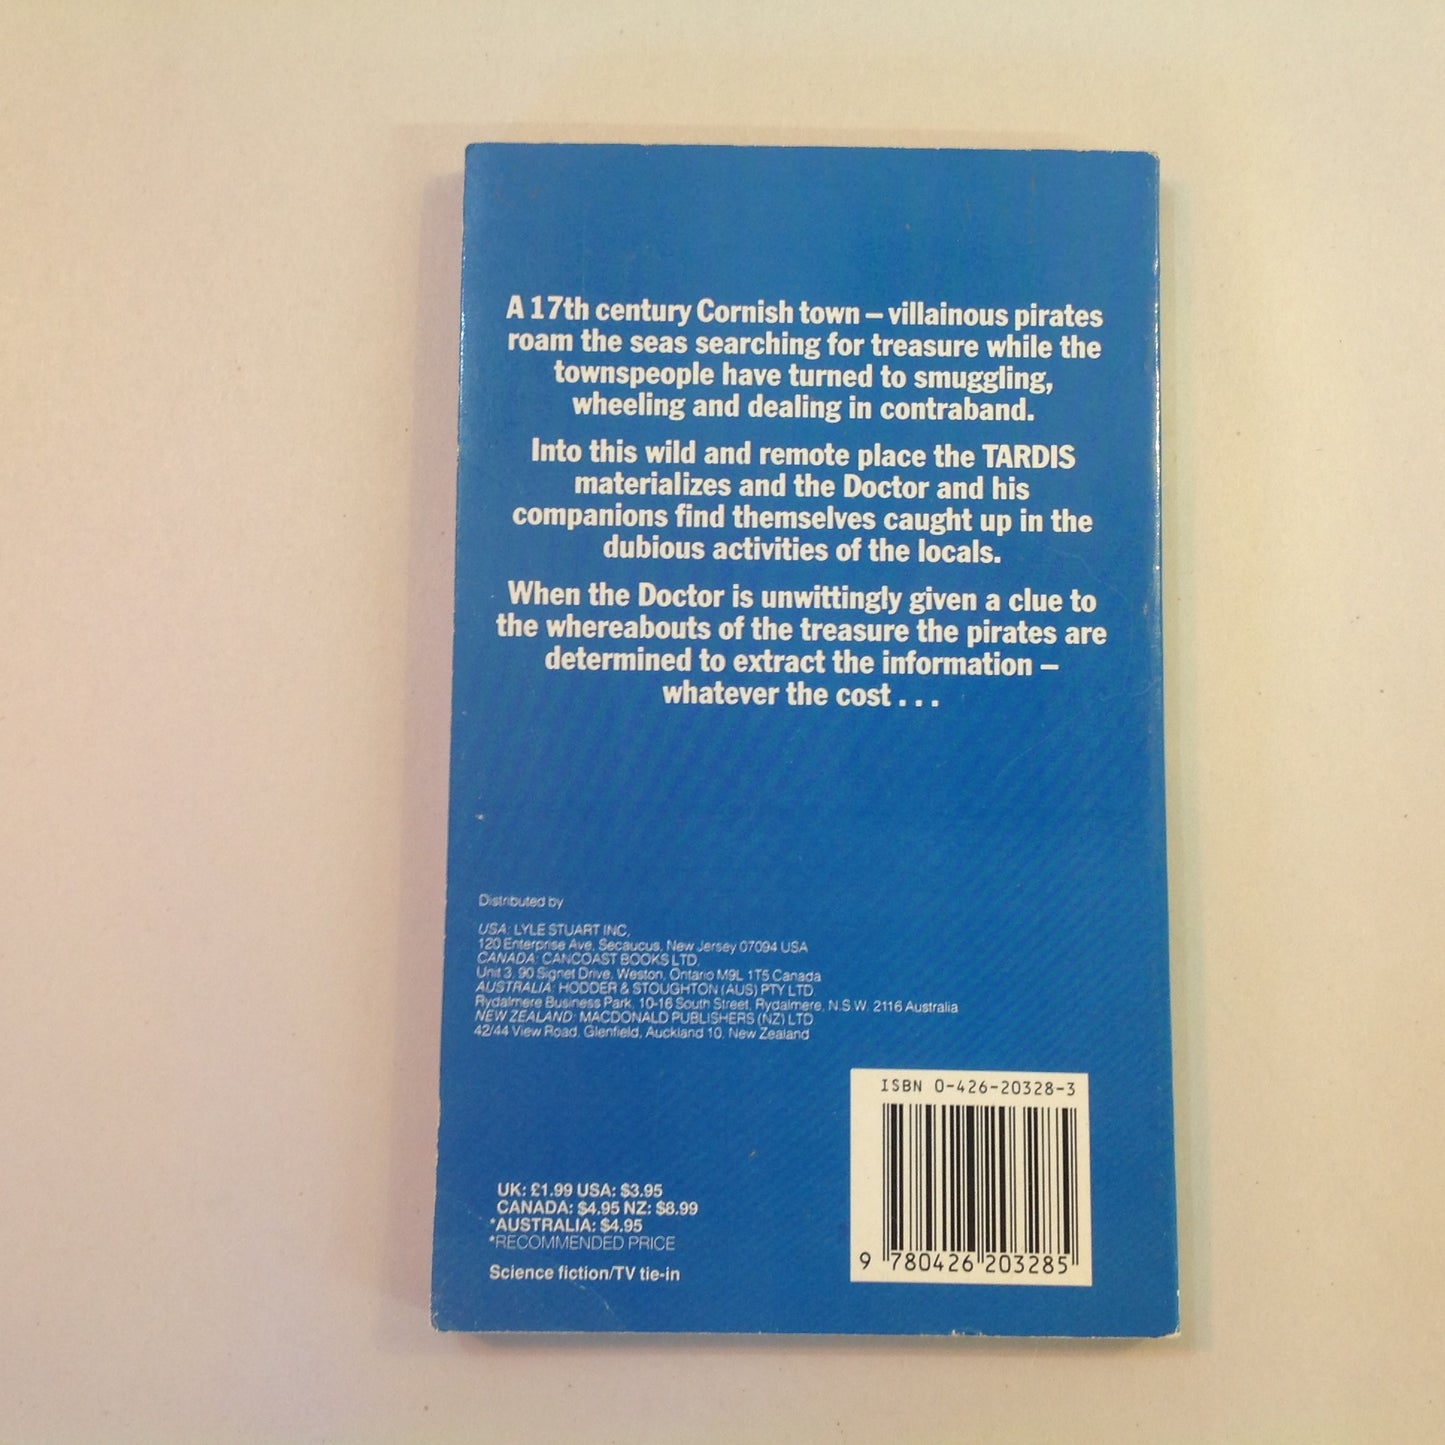 A 17th century Cornish town – villainous pirates
roam the seas searching for treasure while the
townspeople have turned to smuggling,
wheeling and dealing in contraband.
Into this wild and remote place the TARDIS
materializes and the Doctor and his
companions find themselves caught up in the
dubious activities of the locals.
When the Doctor is unwittingly given a clue to
the whereabouts of the treasure the pirates are
determined to extract the information –
whatever the cost . . .
Distributed by
USA: LYLE STUART INC,
120 Enterprise Ave, Secaucus, New Jersey 07094 USA
CANADA: CANCOAST BOOKS LTD,
Unit 3, 90 Signet Drive, Weston, Ontario M9L 1T5 Canada
AUSTRALIA: HODDER & STOUGHTON (AUS) PTY LTD
Rydalmere Business Park, 10-16 South Street, Rydalmere, N.S.W. 2116 Australia
NEW ZEALAND: MACDONALD PUBLISHERS (NZ) LTD
42/44 View Road, Glenfield, Auckland 10, New Zealand
ISBN 0-426-20328-3
9 780426 203285
UK: £1.99 USA: $3.95
CANADA: $4.95 NZ: $8.99
*AUSTRALIA: $4.95
*RECOMMENDED PRICE
Science fiction/TV tie-in